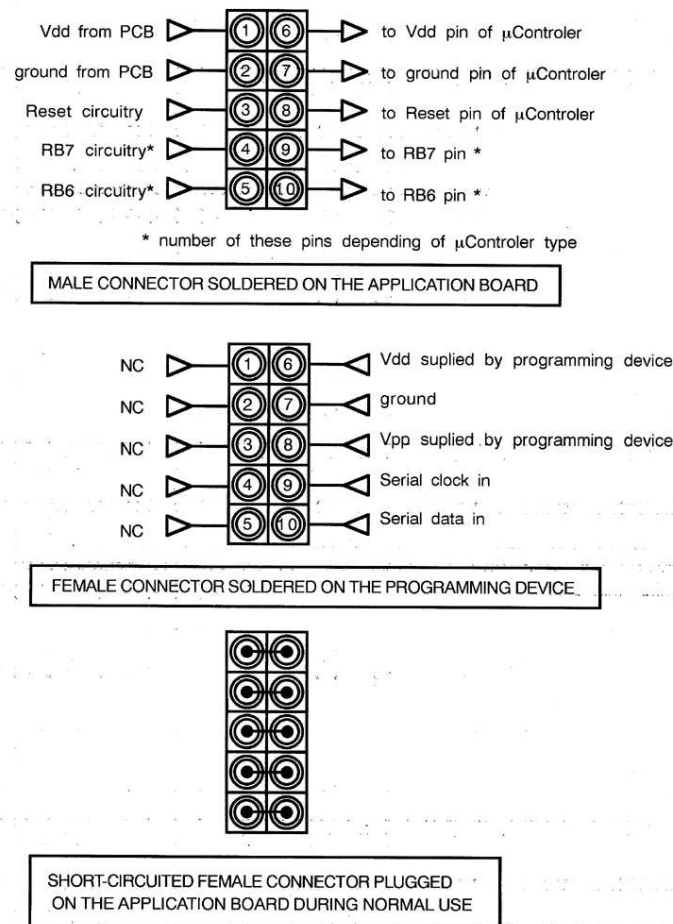 Vdd from PCB 1 6 to Vdd pin of μControler
ground from PCB 2 7 to ground pin of μControler
Reset circuitry 3 8 to Reset pin of μControler
RB7 circuitry* 4 9 to RB7 pin *
RB6 circuitry* 5 10 to RB6 pin *
* number of these pins depending of μControler type
MALE CONNECTOR SOLDERED ON THE APPLICATION BOARD
NC 1 6 Vdd suplied by programming device
NC 2 7 ground
NC 3 8 Vpp suplied by programming device
NC 4 9 Serial clock in
NC 5 10 Serial data in
FEMALE CONNECTOR SOLDERED ON THE PROGRAMMING DEVICE
SHORT-CIRCUITED FEMALE CONNECTOR PLUGGED
ON THE APPLICATION BOARD DURING NORMAL USE